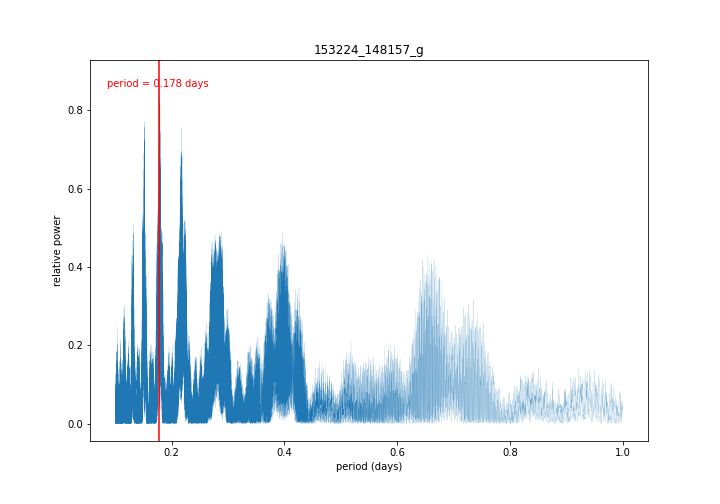 153224_148157_g
period = 0.178 days
0.8
0.6
0.4
0.2
0.0
relative power
0.2 0.4 0.6 0.8 1.0
period (days)